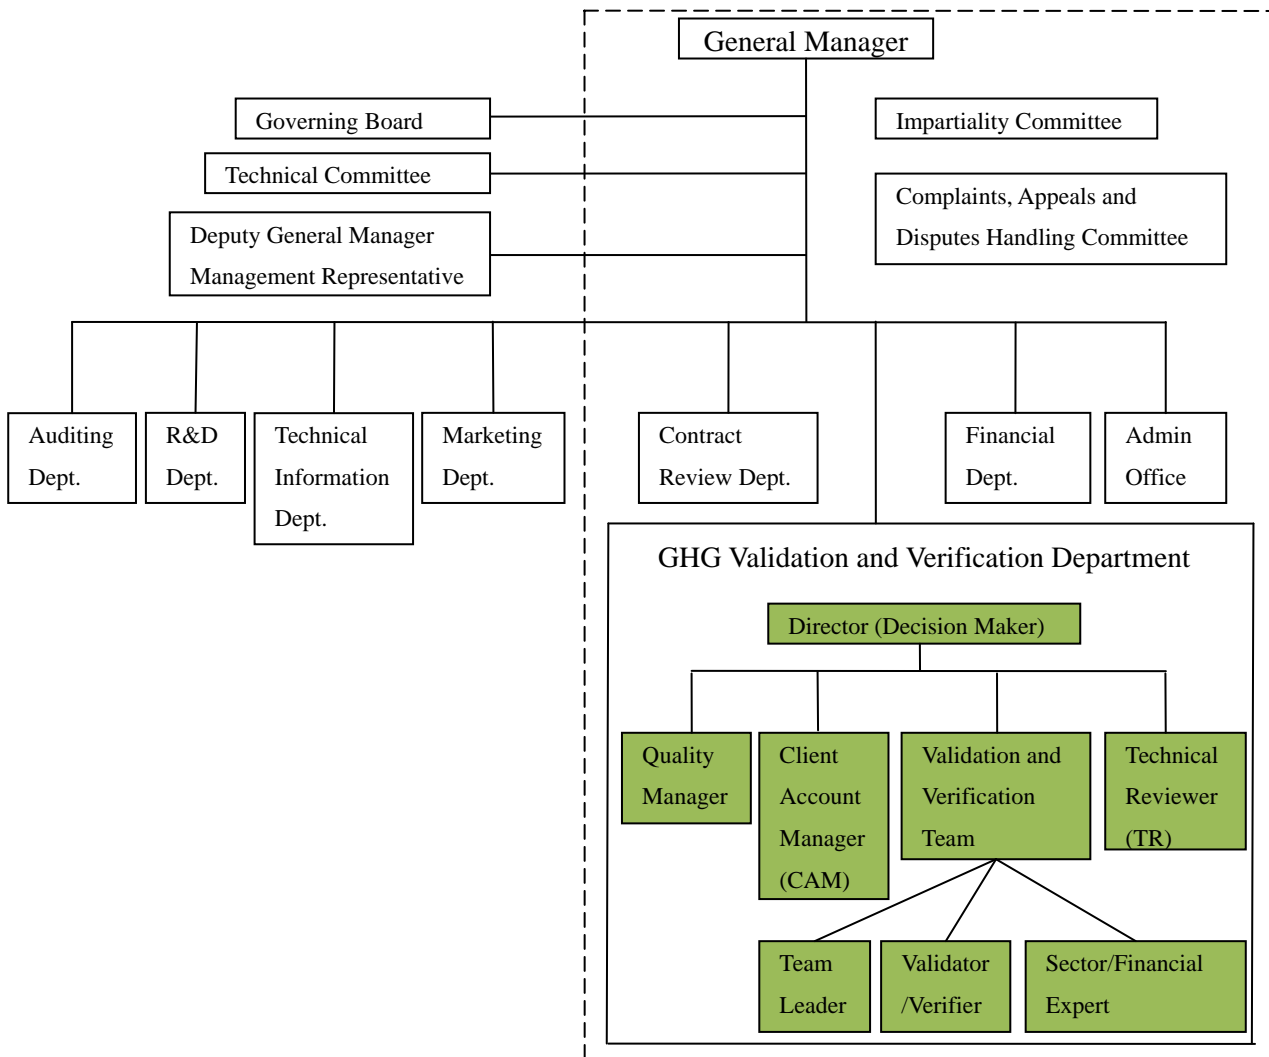 General Manager
Governing Board
Impartiality Committee
Technical Committee
Complaints, Appeals and
Disputes Handling Committee
Deputy General Manager
Management Representative
Auditing
Dept.
R&D
Dept.
Technical
Information
Dept.
Marketing
Dept.
Contract
Review Dept.
Financial
Dept.
Admin
Office
GHG Validation and Verification Department
Director (Decision Maker)
Quality
Manager
Client
Account
Manager
(CAM)
Validation and
Verification
Team
Technical
Reviewer
(TR)
Team
Leader
Validator
/Verifier
Sector/Financial
Expert